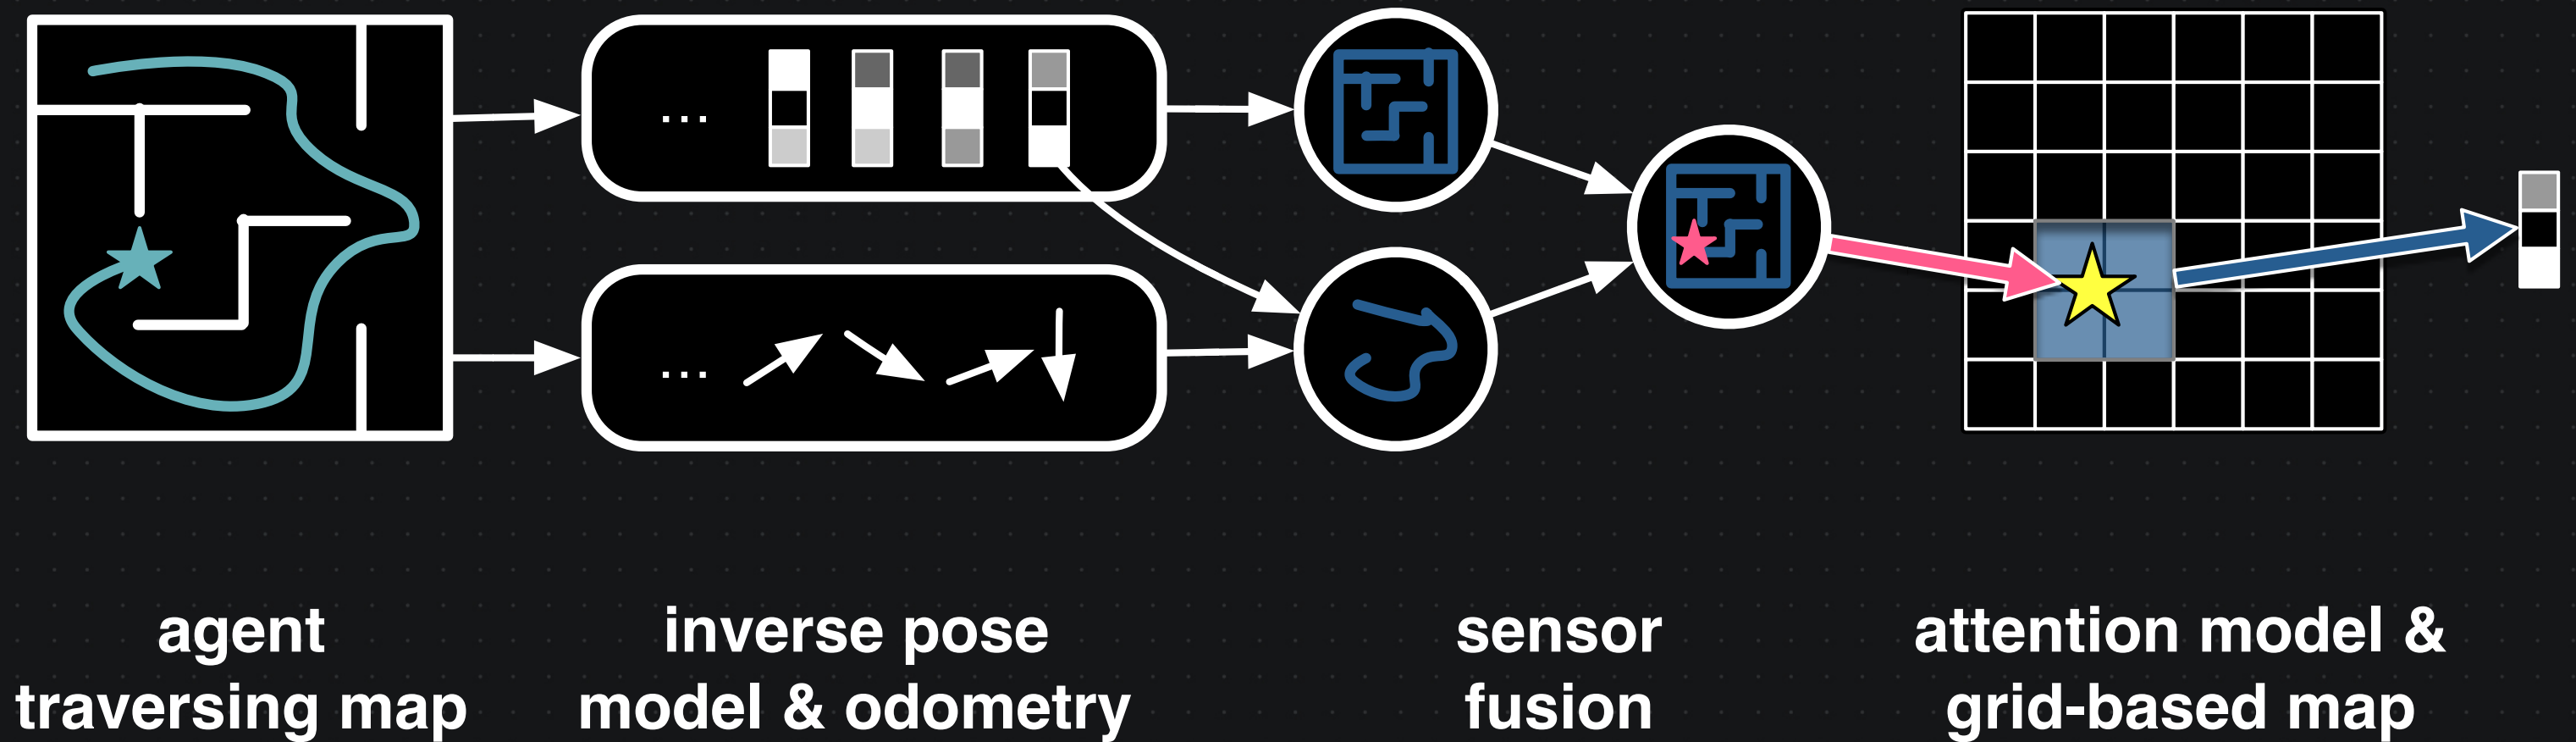 ...
...
agent
traversing map
inverse pose
model & odometry
sensor
fusion
attention model &
grid-based map